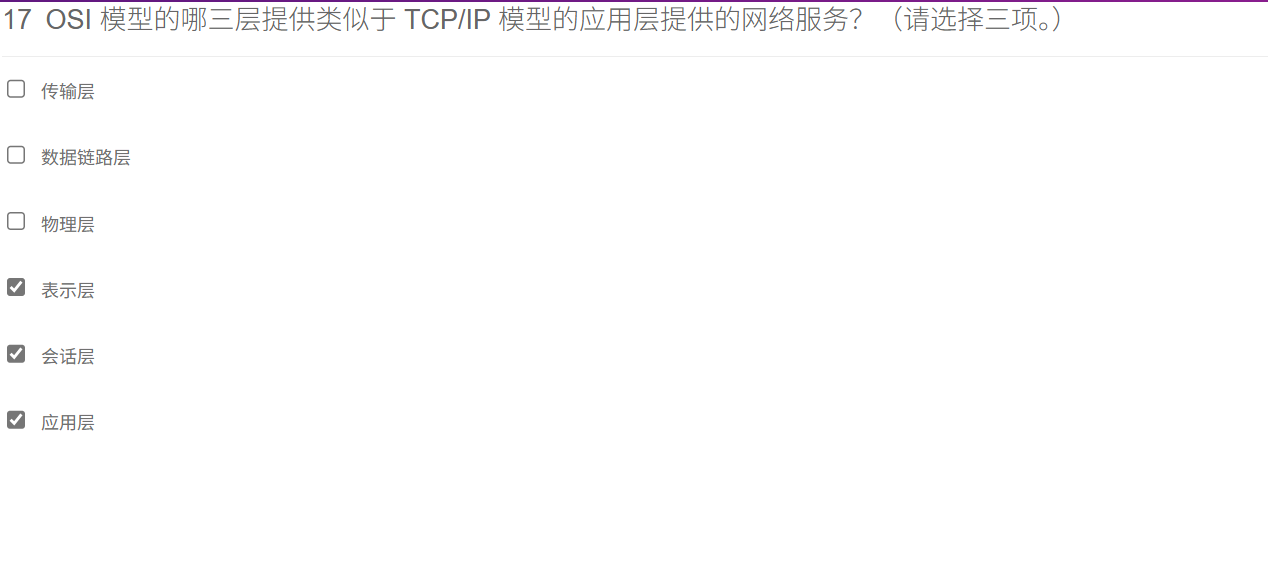 17 OSI 模型的哪三层提供类似于 TCP/IP 模型的应用层提供的网络服务？（请选择三项。）
传输层
数据链路层
物理层
表示层
会话层
应用层